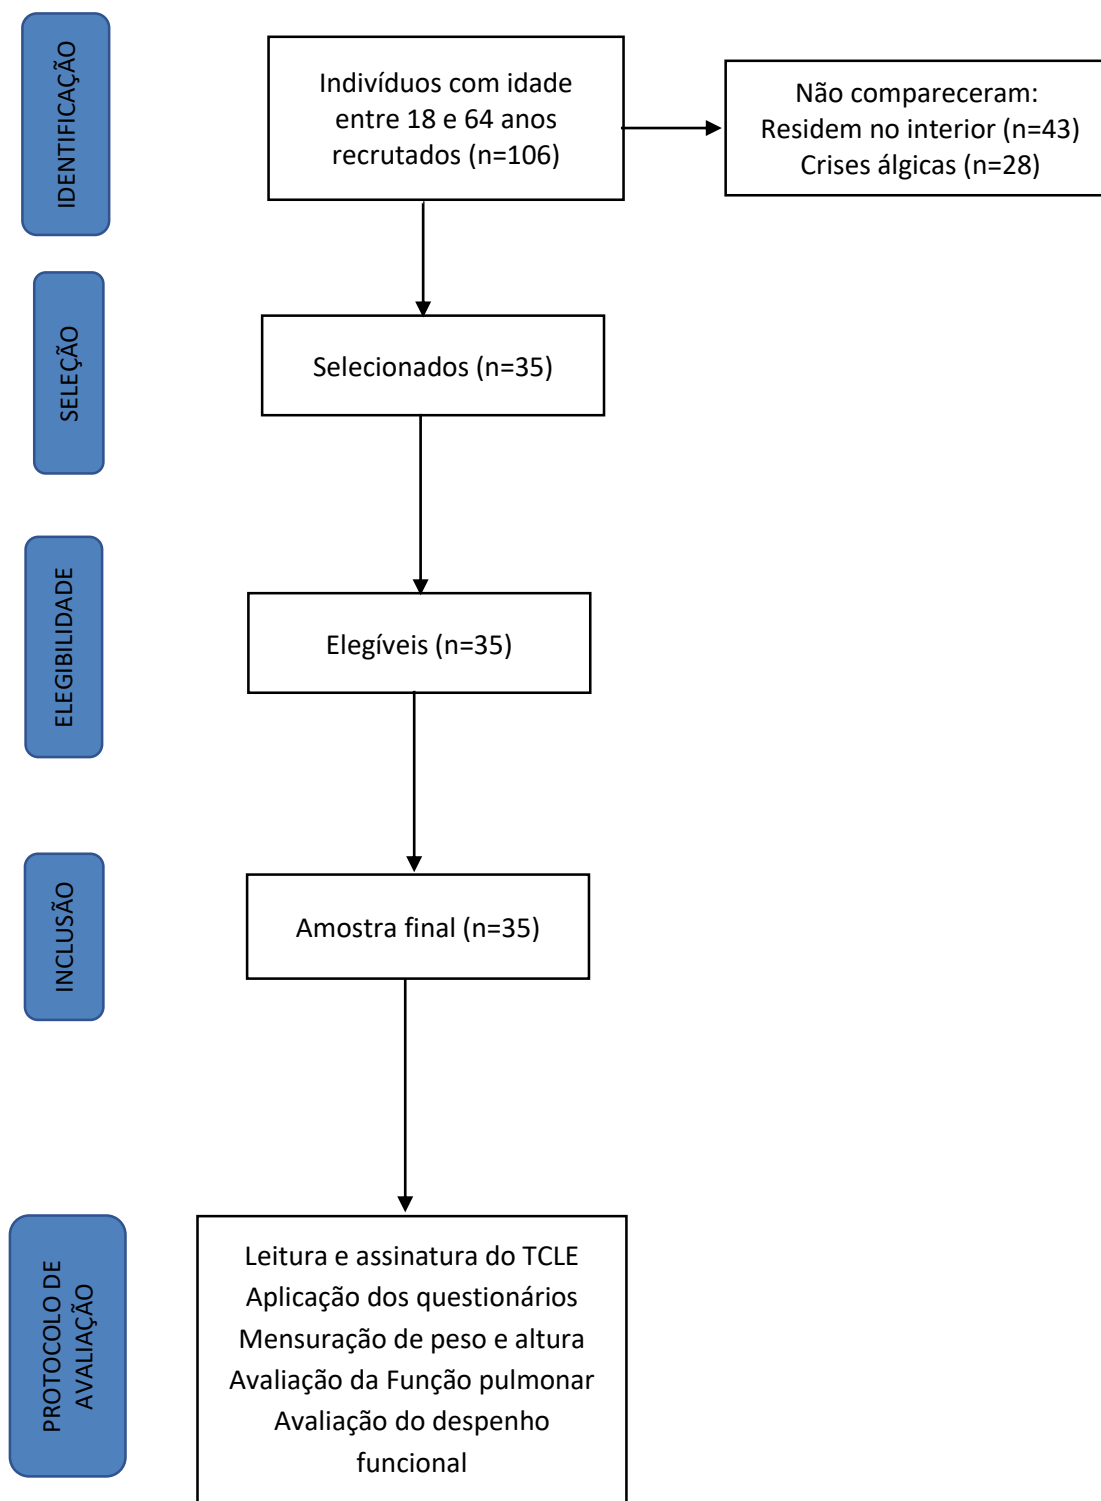 IDENTIFICAÇÃO
Indivíduos com idade
entre 18 e 64 anos
recrutados (n=106)
Não compareceram:
Residem no interior (n=43)
Crises álgicas (n=28)
SELEÇÃO
Selecionados (n=35)
ELEGIBILIDADE
Elegíveis (n=35)
INCLUSÃO
Amostra final (n=35)
PROTOCOLO DE
AVALIAÇÃO
Leitura e assinatura do TCLE
Aplicação dos questionários
Mensuração de peso e altura
Avaliação da Função pulmonar
Avaliação do despenho
funcional